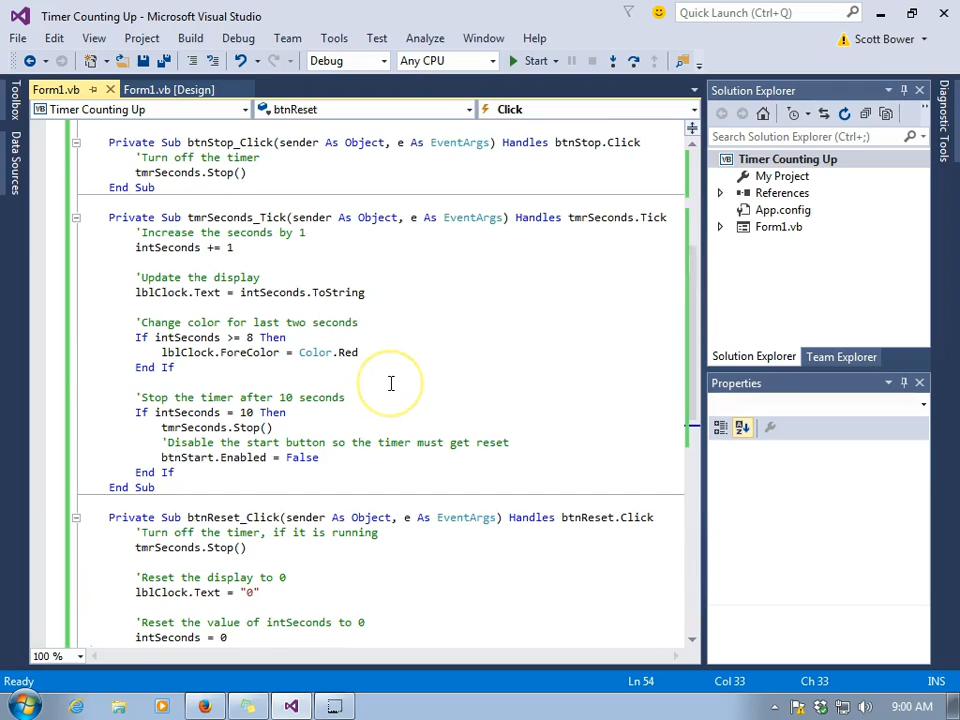 Timer Counting Up - Microsoft Visual Studio
Quick Launch (Ctrl+Q)
File Edit View Project Build Debug Team Tools Test Analyze Window Help
Scott Bower
Debug Any CPU Start
Toolbox
Data Sources
Form1.vb Form1.vb [Design]
Timer Counting Up btnReset Click
Private Sub btnStop_Click(sender As Object, e As EventArgs) Handles btnStop.Click
'Turn off the timer
tmrSeconds.Stop()
End Sub
Private Sub tmrSeconds_Tick(sender As Object, e As EventArgs) Handles tmrSeconds.Tick
'Increase the seconds by 1
intSeconds += 1
'Update the display
lblClock.Text = intSeconds.ToString
'Change color for last two seconds
If intSeconds >= 8 Then
lblClock.ForeColor = Color.Red
End If
'Stop the timer after 10 seconds
If intSeconds = 10 Then
tmrSeconds.Stop()
'Disable the start button so the timer must get reset
btnStart.Enabled = False
End If
End Sub
Private Sub btnReset_Click(sender As Object, e As EventArgs) Handles btnReset.Click
'Turn off the timer, if it is running
tmrSeconds.Stop()
'Reset the display to 0
lblClock.Text = "0"
'Reset the value of intSeconds to 0
intSeconds = 0
100 %
Solution Explorer
Search Solution Explorer (Ctrl+;)
Timer Counting Up
My Project
References
App.config
Form1.vb
Solution Explorer Team Explorer
Properties
Diagnostic Tools
Ready Ln 54 Col 33 Ch 33 INS
9:00 AM